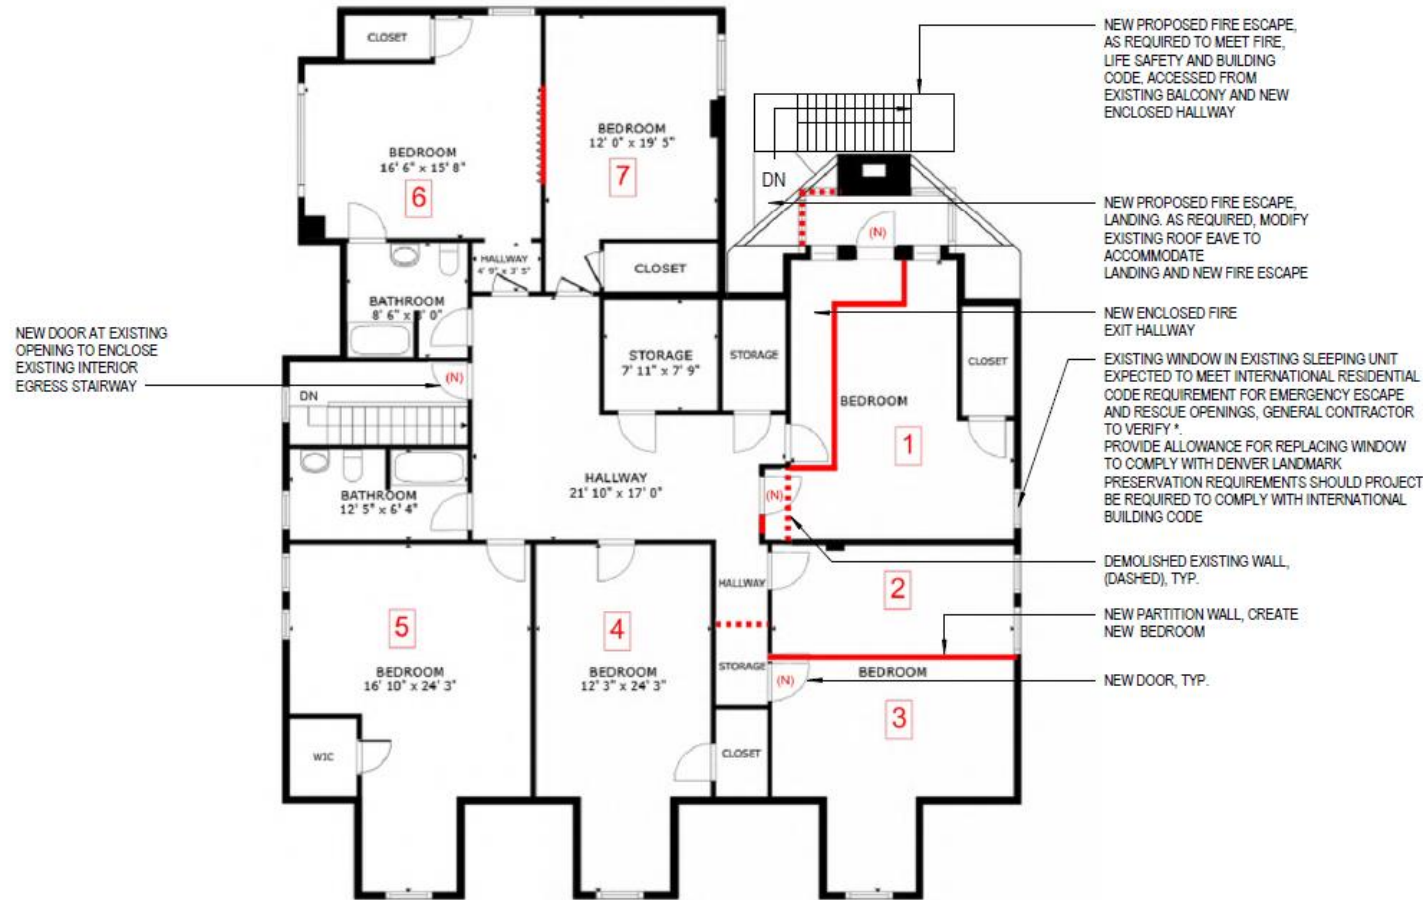 NEW PROPOSED FIRE ESCAPE,
AS REQUIRED TO MEET FIRE,
LIFE SAFETY AND BUILDING
CODE, ACCESSED FROM
EXISTING BALCONY AND NEW
ENCLOSED HALLWAY
CLOSET
BEDROOM
16' 6" x 15' 8"
6
BEDROOM
12' 0" x 19' 5"
7
DN
NEW PROPOSED FIRE ESCAPE,
LANDING. AS REQUIRED, MODIFY
EXISTING ROOF EAVE TO
ACCOMMODATE
LANDING AND NEW FIRE ESCAPE
(N)
HALLWAY
4' 9" x 3' 5"
CLOSET
BATHROOM
NEW ENCLOSED FIRE
EXIT HALLWAY
NEW DOOR AT EXISTING
OPENING TO ENCLOSE
EXISTING INTERIOR
EGRESS STAIRWAY
(N)
DN
STORAGE
7' 11" x 7' 9"
STORAGE
CLOSET
BEDROOM
1
EXISTING WINDOW IN EXISTING SLEEPING UNIT
EXPECTED TO MEET INTERNATIONAL RESIDENTIAL
CODE REQUIREMENT FOR EMERGENCY ESCAPE
AND RESCUE OPENINGS, GENERAL CONTRACTOR
TO VERIFY *.
PROVIDE ALLOWANCE FOR REPLACING WINDOW
TO COMPLY WITH DENVER LANDMARK
PRESERVATION REQUIREMENTS SHOULD PROJECT
BE REQUIRED TO COMPLY WITH INTERNATIONAL
BUILDING CODE
BATHROOM
12' 5" x 6' 4"
HALLWAY
21' 10" x 17' 0"
(N)
DEMOLISHED EXISTING WALL,
(DASHED), TYP.
HALLWAY
2
NEW PARTITION WALL, CREATE
NEW BEDROOM
5
BEDROOM
16' 10" x 24' 3"
4
BEDROOM
12' 3" x 24' 3"
STORAGE
(N)
BEDROOM
3
NEW DOOR, TYP.
WIC
CLOSET